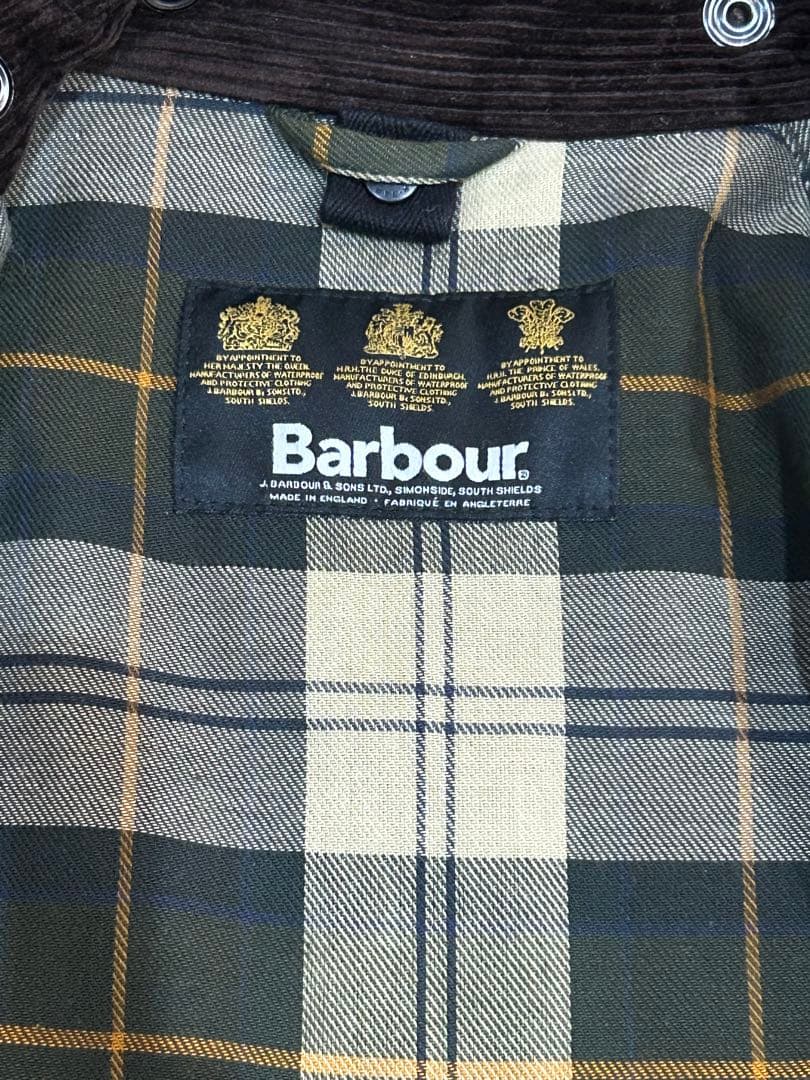 BY APPOINTMENT TO
HER MAJESTY THE QUEEN
MANUFACTURERS OF WATERPROOF
AND PROTECTIVE CLOTHING
J.BARBOUR & SONS LTD.,
SOUTH SHIELDS.
BY APPOINTMENT TO
H.R.H. THE DUKE OF EDINBURGH,
MANUFACTURERS OF WATERPROOF
AND PROTECTIVE CLOTHING
J.BARBOUR & SONS LTD.,
SOUTH SHIELDS.
BY APPOINTMENT TO
H.R.H. THE PRINCE OF WALES,
MANUFACTURERS OF WATERPROOF
AND PROTECTIVE CLOTHING
J.BARBOUR & SONS LTD.,
SOUTH SHIELDS.
Barbour®
J. BARBOUR & SONS LTD., SIMONSIDE, SOUTH SHIELDS
MADE IN ENGLAND · FABRIQUÉ EN ANGLETERRE